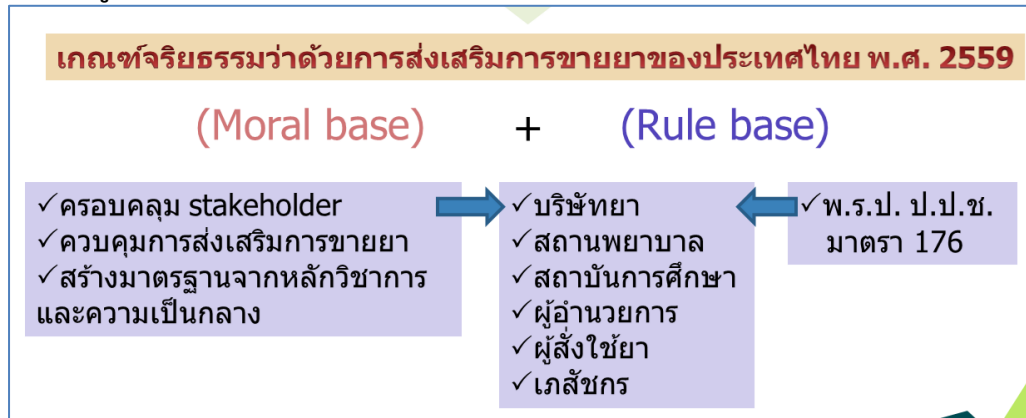 เกณฑ์จริยธรรมว่าด้วยการส่งเสริมการขายยาของประเทศไทย พ.ศ. 2559
(Moral base) + (Rule base)
✓ครอบคลุม stakeholder
✓ควบคุมการส่งเสริมการขายยา
✓สร้างมาตรฐานจากหลักวิชาการ
และความเป็นกลาง
✓บริษัทยา
✓สถานพยาบาล
✓สถาบันการศึกษา
✓ผู้อำนวยการ
✓ผู้สั่งใช้ยา
✓เภสัชกร
✓พ.ร.ป. ป.ป.ช.
มาตรา 176